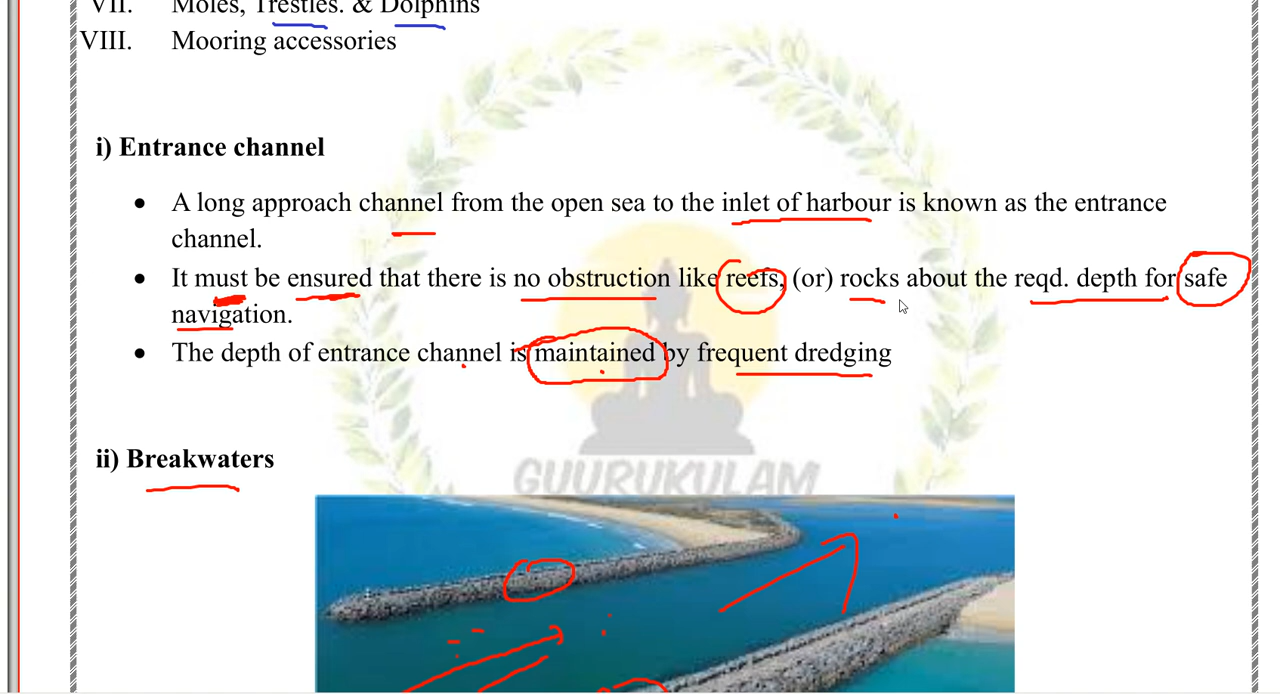 VII. Moles, Trestles. & Dolphins
VIII. Mooring accessories
i) Entrance channel
• A long approach channel from the open sea to the inlet of harbour is known as the entrance
channel.
• It must be ensured that there is no obstruction like reefs, (or) rocks about the reqd. depth for safe
navigation.
• The depth of entrance channel is maintained by frequent dredging
ii) Breakwaters
GUURUKULAM